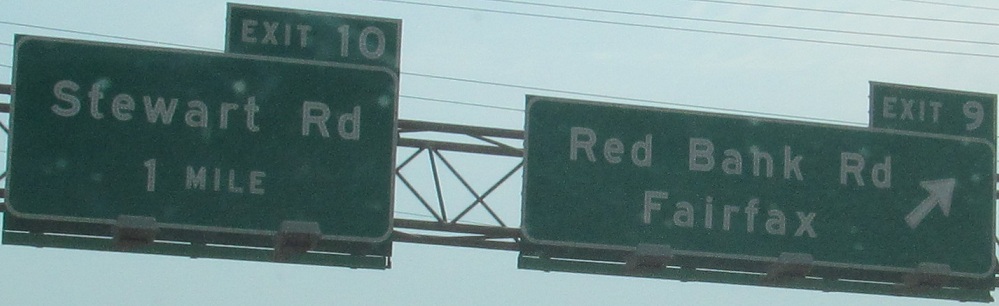 EXIT 10
Stewart Rd
1 MILE
EXIT 9
Red Bank Rd
Fairfax